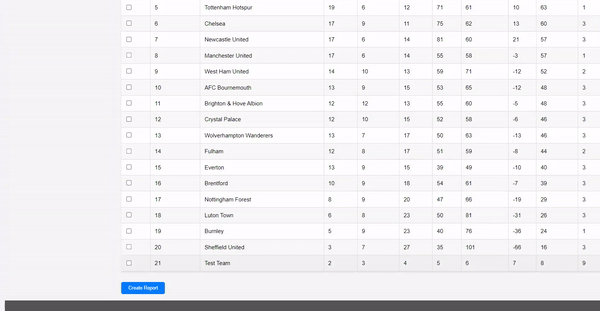 5 Tottenham Hotspur 19 6 12 71 61 10 63 1
6 Chelsea 17 9 11 75 62 13 60 3
7 Newcastle United 17 6 14 81 60 21 57 3
8 Manchester United 17 6 14 55 58 -3 57 1
9 West Ham United 14 10 13 59 71 -12 52 2
10 AFC Bournemouth 13 9 15 53 65 -12 48 3
11 Brighton & Hove Albion 12 12 13 55 60 -5 48 3
12 Crystal Palace 12 10 15 52 58 -6 46 3
13 Wolverhampton Wanderers 13 7 17 50 63 -13 46 3
14 Fulham 12 8 17 51 59 -8 44 2
15 Everton 13 9 15 39 49 -10 40 3
16 Brentford 10 9 18 54 61 -7 39 3
17 Nottingham Forest 8 9 20 47 66 -19 29 3
18 Luton Town 6 8 23 50 81 -31 26 3
19 Burnley 5 9 23 40 76 -36 24 1
20 Sheffield United 3 7 27 35 101 -66 16 3
21 Test Team 2 3 4 5 6 7 8 9
Create Report